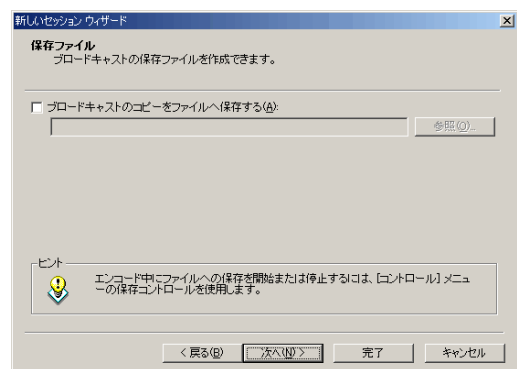 新しいセッション ウィザード
保存ファイル
ブロードキャストの保存ファイルを作成できます。
ブロードキャストのコピーをファイルへ保存する(A):
参照(O)...
ヒント
エンコード中にファイルへの保存を開始または停止するには、[コントロール] メニュ
ーの保存コントロールを使用します。
< 戻る(B)
次へ(N) >
完了
キャンセル